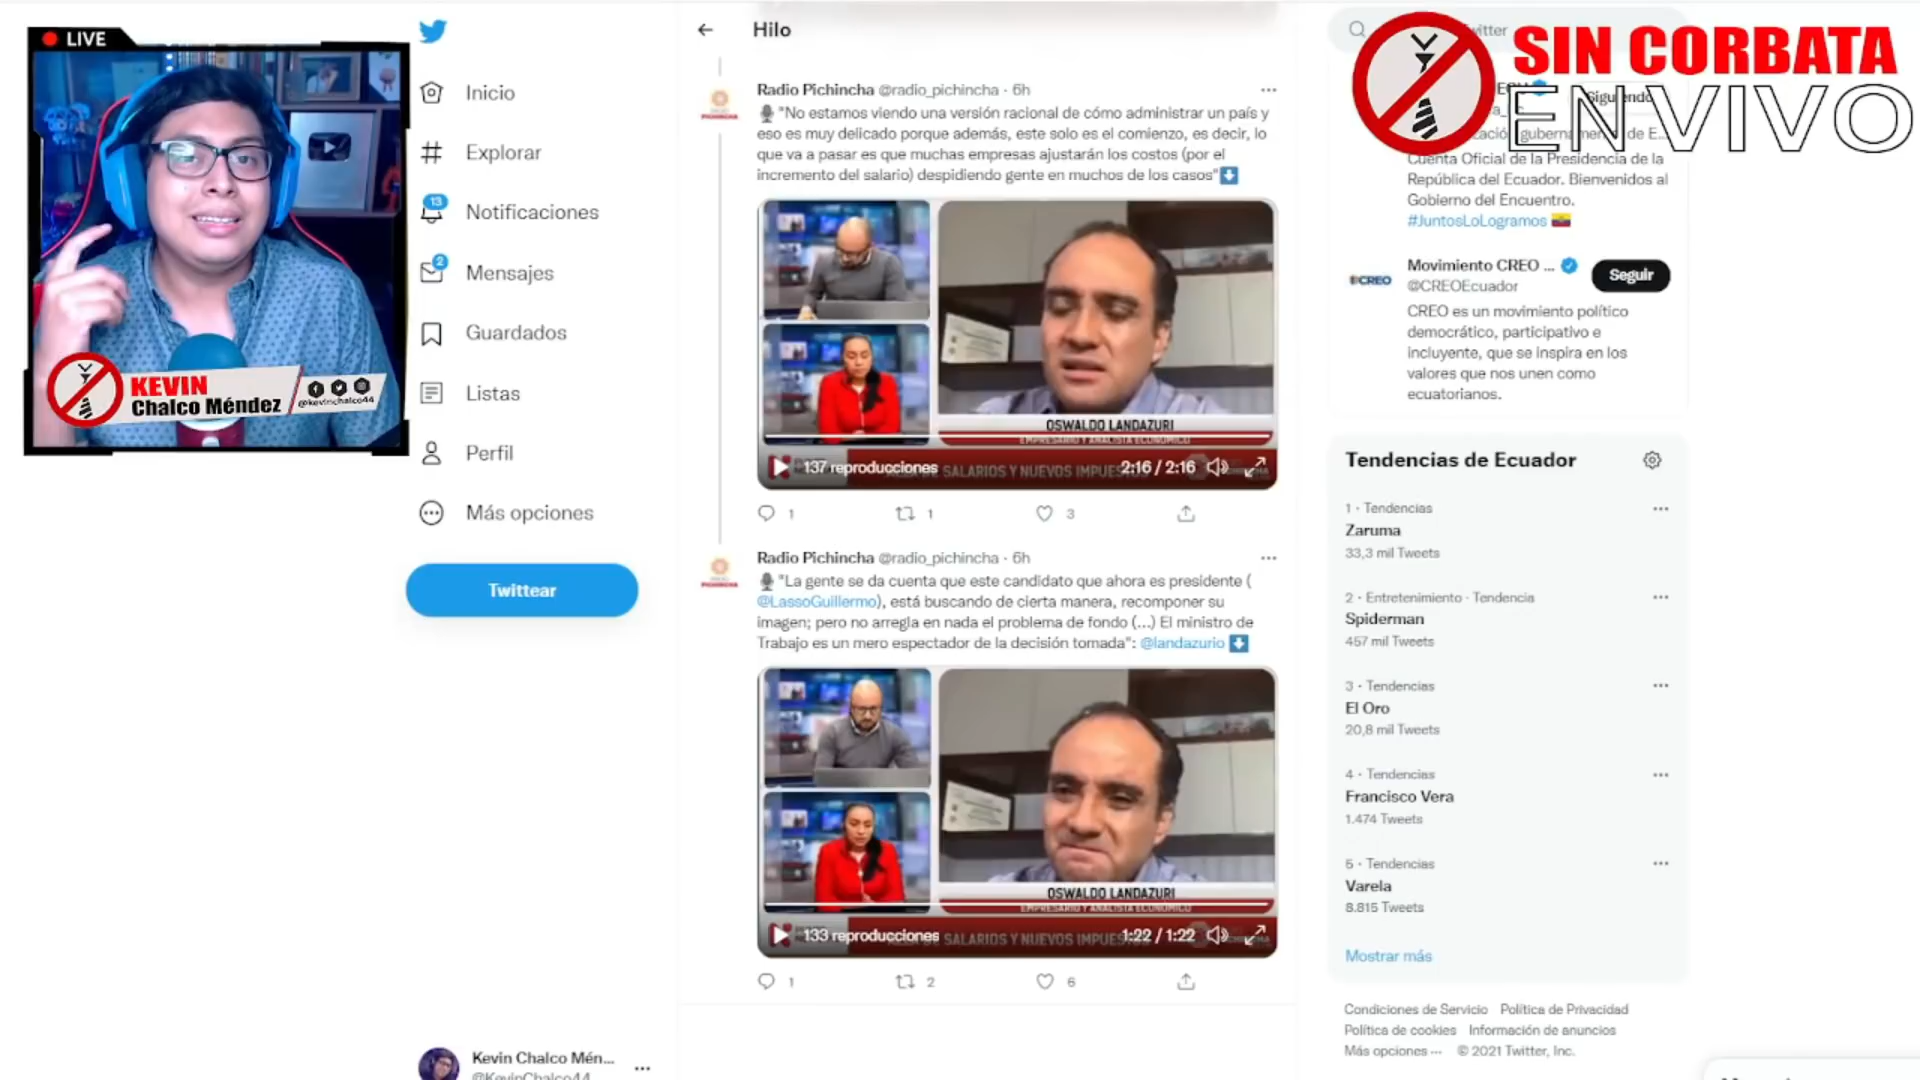 LIVE
KEVIN
Chalco Méndez
@kevinchalco44
Inicio
Explorar
13
Notificaciones
2
Mensajes
Guardados
Listas
Perfil
Más opciones
Twittear
Kevin Chalco Mén...
@KevinChalco44
Hilo
Radio Pichincha @radio_pichincha · 6h
"No estamos viendo una versión racional de cómo administrar un país y
eso es muy delicado porque además, este solo es el comienzo, es decir, lo
que va a pasar es que muchas empresas ajustarán los costos (por el
incremento del salario) despidiendo gente en muchos de los casos"
OSWALDO LANDAZURI
EMPRESARIO Y ANALISTA ECONÓMICO
137 reproducciones
SALARIOS Y NUEVOS IMPUES
2:16 / 2:16
1
1
3
Radio Pichincha @radio_pichincha · 6h
"La gente se da cuenta que este candidato que ahora es presidente (
@LassoGuillermo), está buscando de cierta manera, recomponer su
imagen; pero no arregla en nada el problema de fondo (...) El ministro de
Trabajo es un mero espectador de la decisión tomada": @landazurio
OSWALDO LANDAZURI
EMPRESARIO Y ANALISTA ECONÓMICO
133 reproducciones
SALARIOS Y NUEVOS IMPUES
1:22 / 1:22
1
2
6
SIN CORBATA
EN VIVO
Siguiendo
Cuenta Oficial de la Presidencia de la
República del Ecuador. Bienvenidos al
Gobierno del Encuentro.
#JuntosLoLogramos
CREO
Movimiento CREO ...
@CREOEcuador
Seguir
CREO es un movimiento político
democrático, participativo e
incluyente, que se inspira en los
valores que nos unen como
ecuatorianos.
Tendencias de Ecuador
1 · Tendencias
Zaruma
33,3 mil Tweets
2 · Entretenimiento · Tendencia
Spiderman
457 mil Tweets
3 · Tendencias
El Oro
20,8 mil Tweets
4 · Tendencias
Francisco Vera
1.474 Tweets
5 · Tendencias
Varela
8.815 Tweets
Mostrar más
Condiciones de Servicio Política de Privacidad
Política de cookies Información de anuncios
Más opciones ··· © 2021 Twitter, Inc.